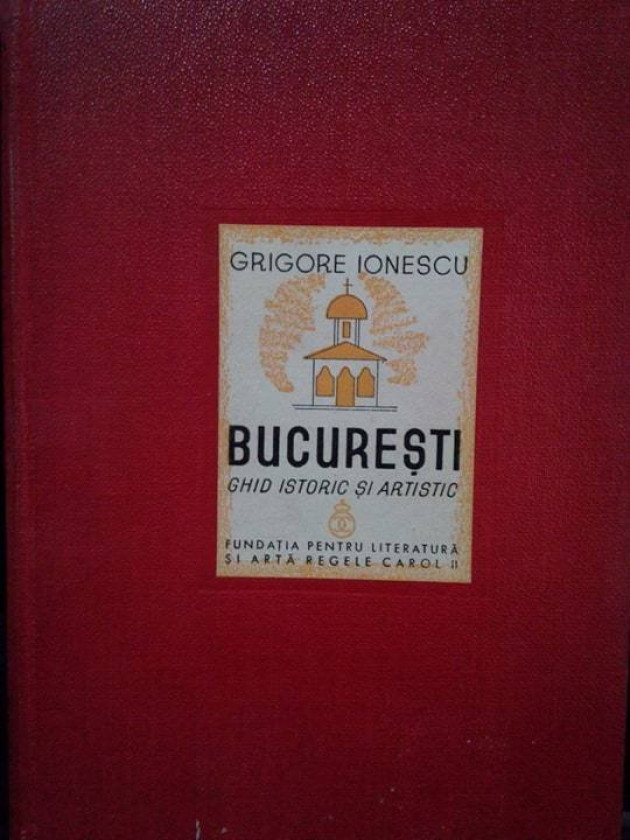 GRIGORE IONESCU
BUCUREȘTI
GHID ISTORIC ȘI ARTISTIC
FUNDAȚIA PENTRU LITERATURĂ
ȘI ARTĂ REGELE CAROL II